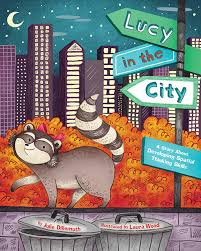 Lucy
in the
City
A Story About
Developing Spatial
Thinking Skills
by Julie Dillemuth illustrated by Laura Wood